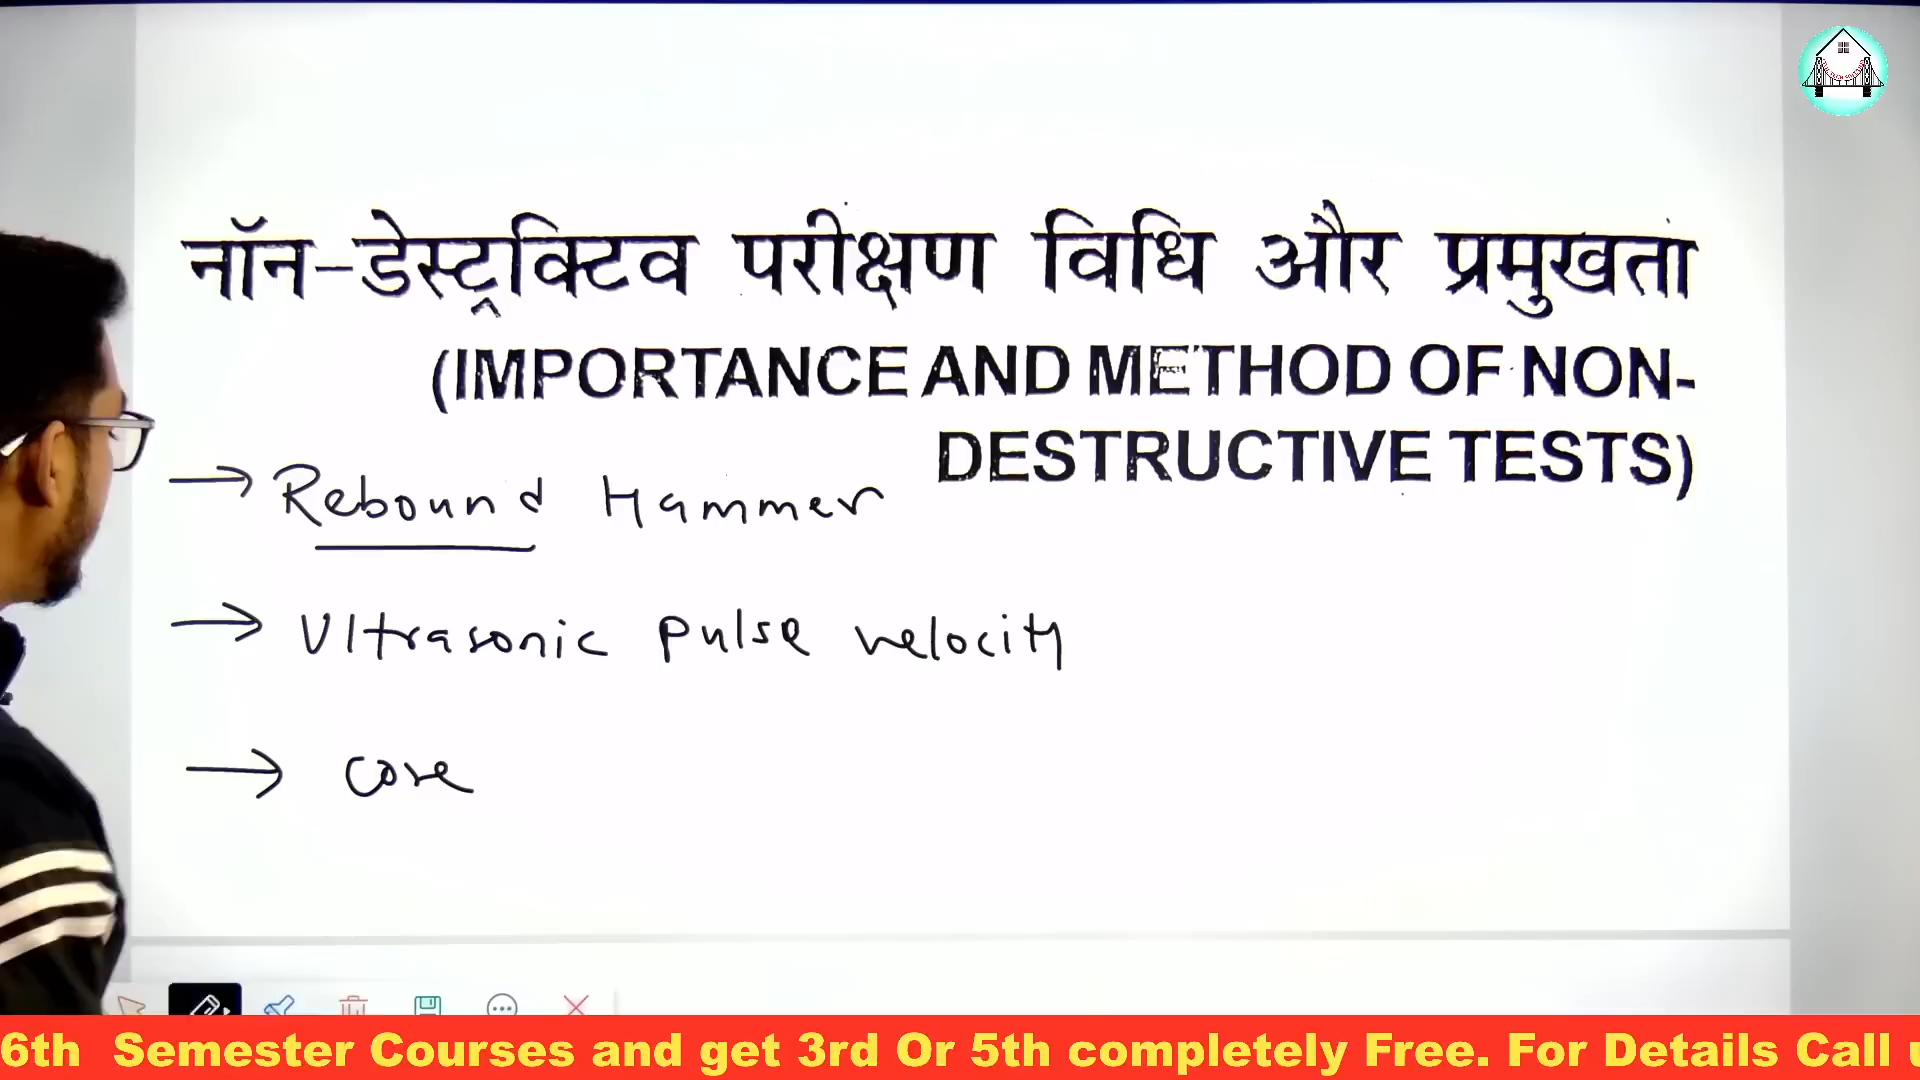 नॉन-डेस्ट्रक्टिव परीक्षण विधि और प्रमुखता
(IMPORTANCE AND METHOD OF NON-
DESTRUCTIVE TESTS)
→ Rebound Hammer
→ Ultrasonic pulse velocity
→ core
6th Semester Courses and get 3rd Or 5th completely Free. For Details Call